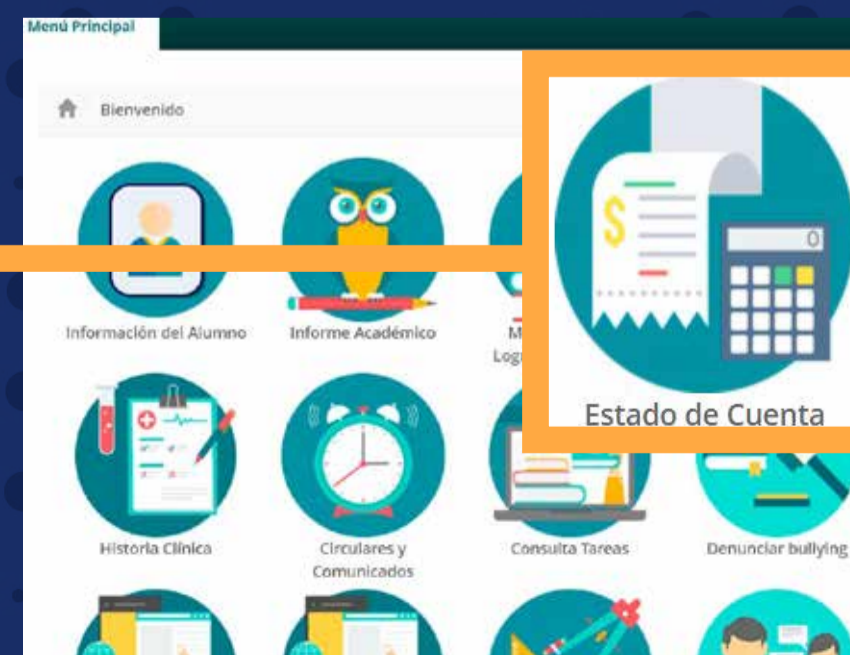 Menú Principal
Bienvenido
$
0
Estado de Cuenta
Información del Alumno
Informe Académico
Historia Clínica
Circulares y
Comunicados
Consulta Tareas
Denunciar bullying